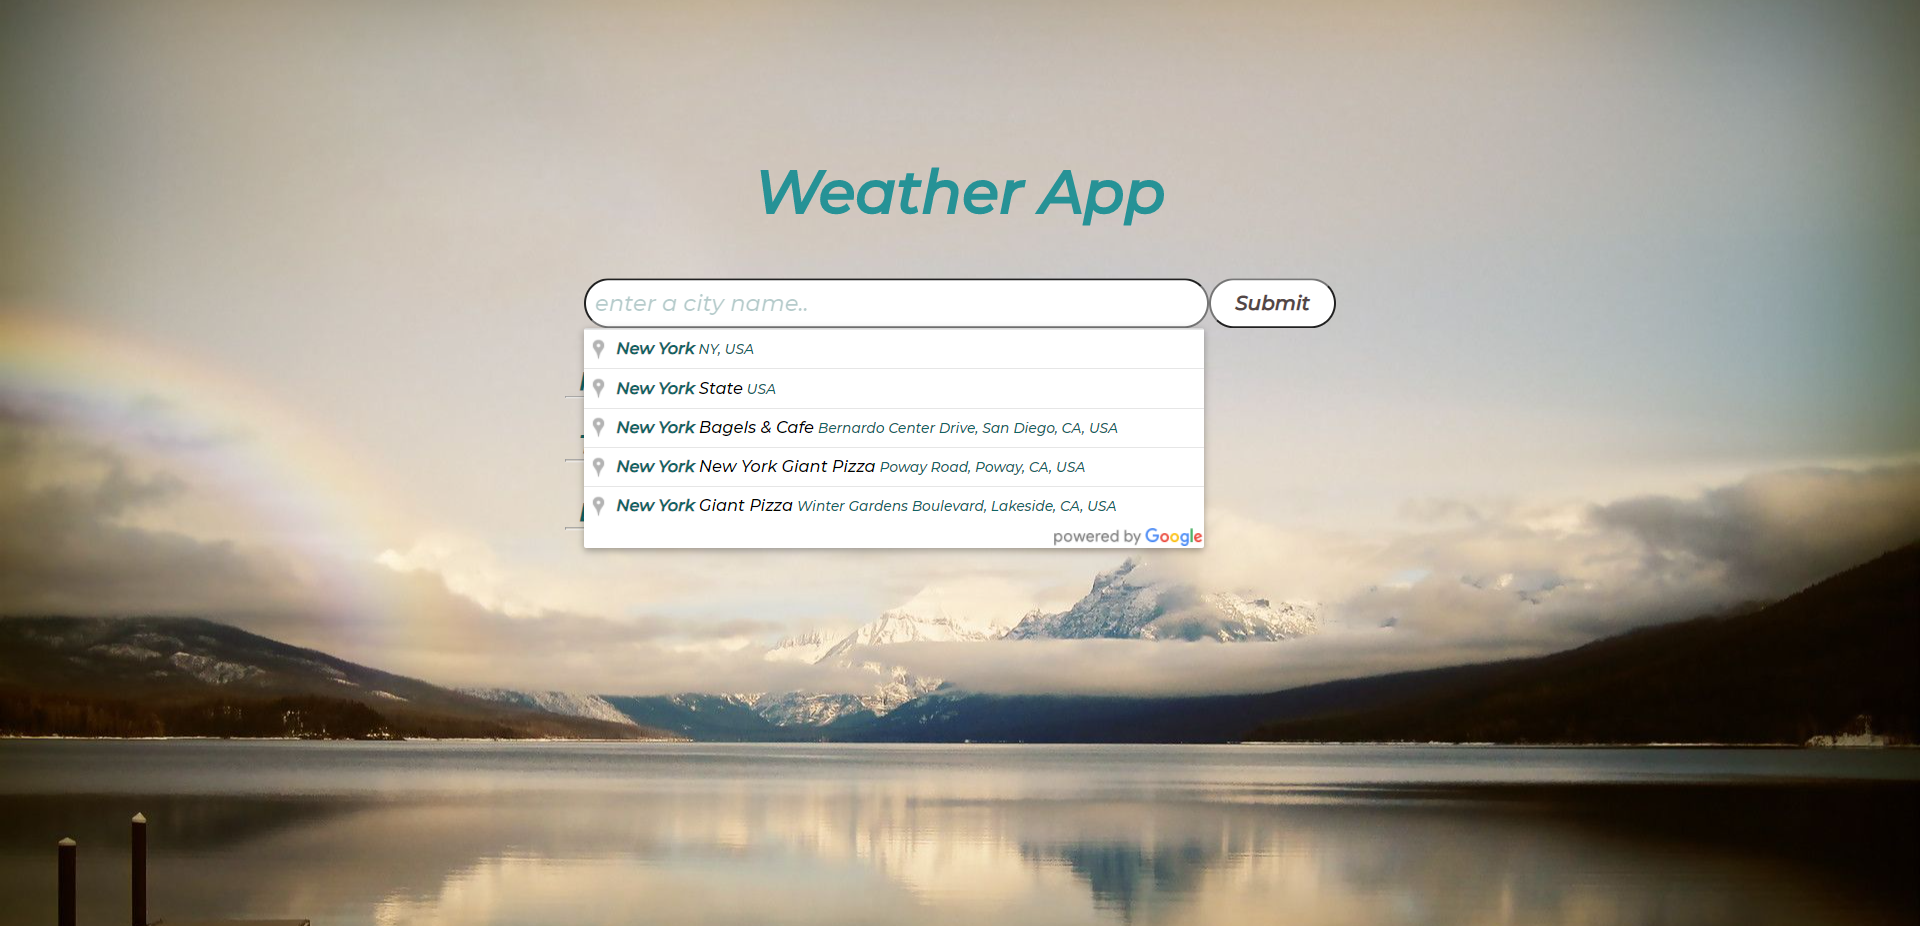 Weather App
enter a city name..
Submit
New York NY, USA
New York State USA
New York Bagels & Cafe Bernardo Center Drive, San Diego, CA, USA
New York New York Giant Pizza Poway Road, Poway, CA, USA
New York Giant Pizza Winter Gardens Boulevard, Lakeside, CA, USA
powered by Google